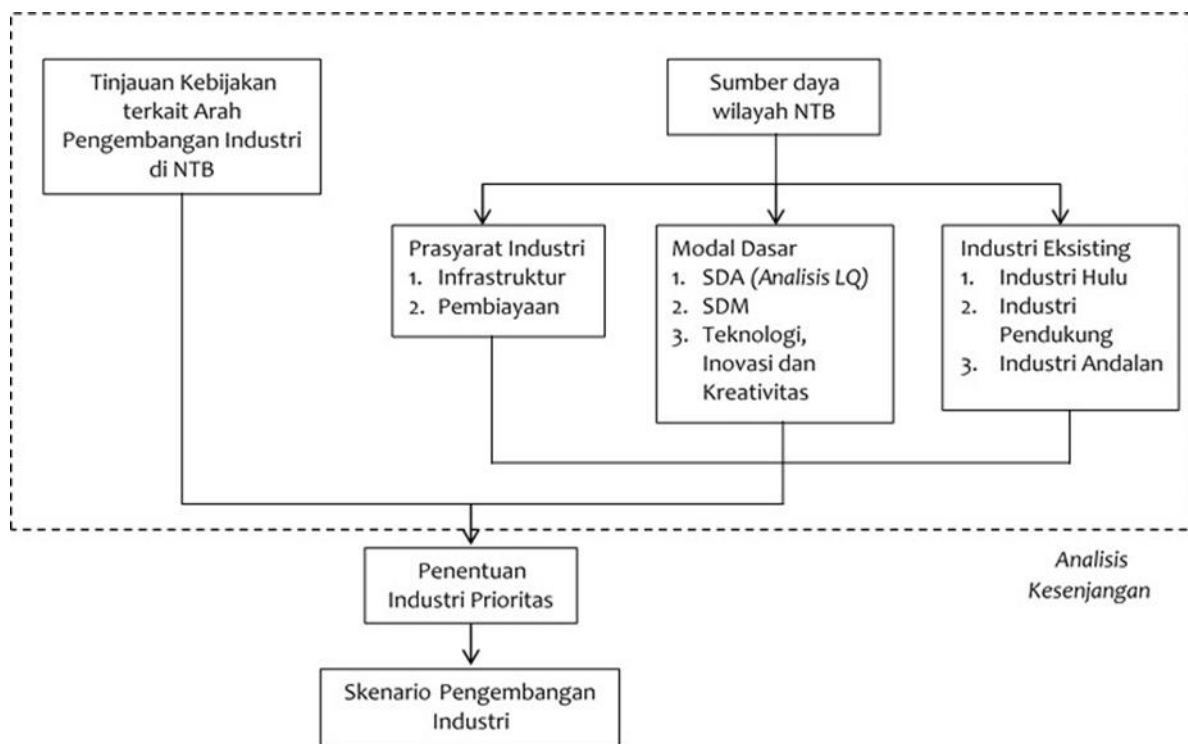 Tinjauan Kebijakan
terkait Arah
Pengembangan Industri
di NTB
Sumber daya
wilayah NTB
Prasyarat Industri
1. Infrastruktur
2. Pembiayaan
Modal Dasar
1. SDA (Analisis LQ)
2. SDM
3. Teknologi,
Inovasi dan
Kreativitas
Industri Eksisting
1. Industri Hulu
2. Industri
Pendukung
3. Industri Andalan
Penentuan
Industri Prioritas
Analisis
Kesenjangan
Skenario Pengembangan
Industri